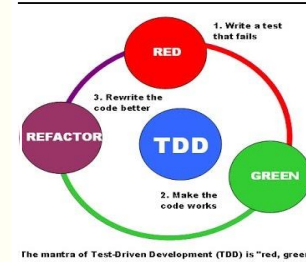 1. Write a test
that fails
RED
3. Rewrite the
code better
REFACTOR
TDD
GREEN
2. Make the
code works
The mantra of Test-Driven Development (TDD) is "red, gree